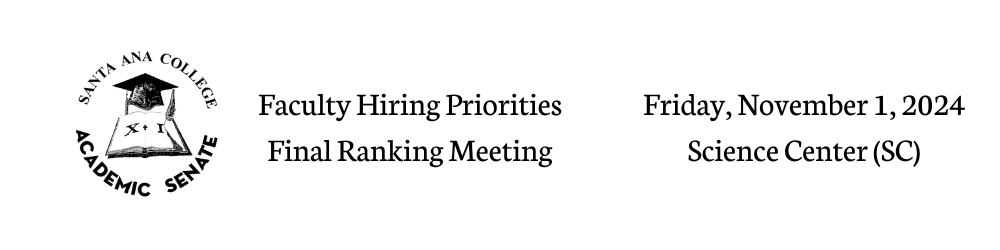 SANTA ANA COLLEGE
X + I
ACADEMIC SENATE
Faculty Hiring Priorities
Final Ranking Meeting
Friday, November 1, 2024
Science Center (SC)